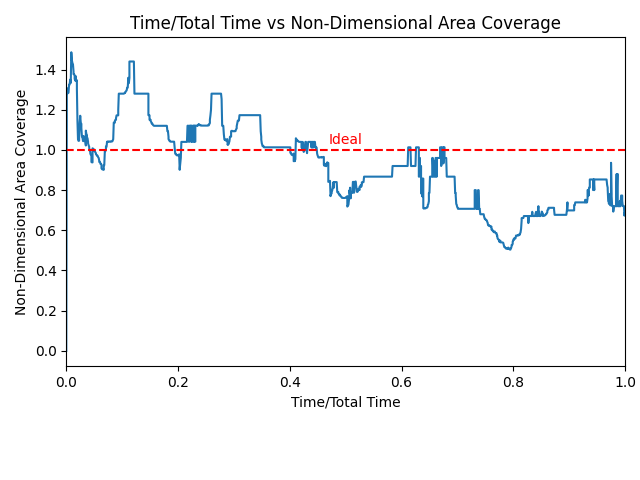 Time/Total Time vs Non-Dimensional Area Coverage
Non-Dimensional Area Coverage
1.4
1.2
1.0
0.8
0.6
0.4
0.2
0.0
Ideal
0.0 0.2 0.4 0.6 0.8 1.0
Time/Total Time